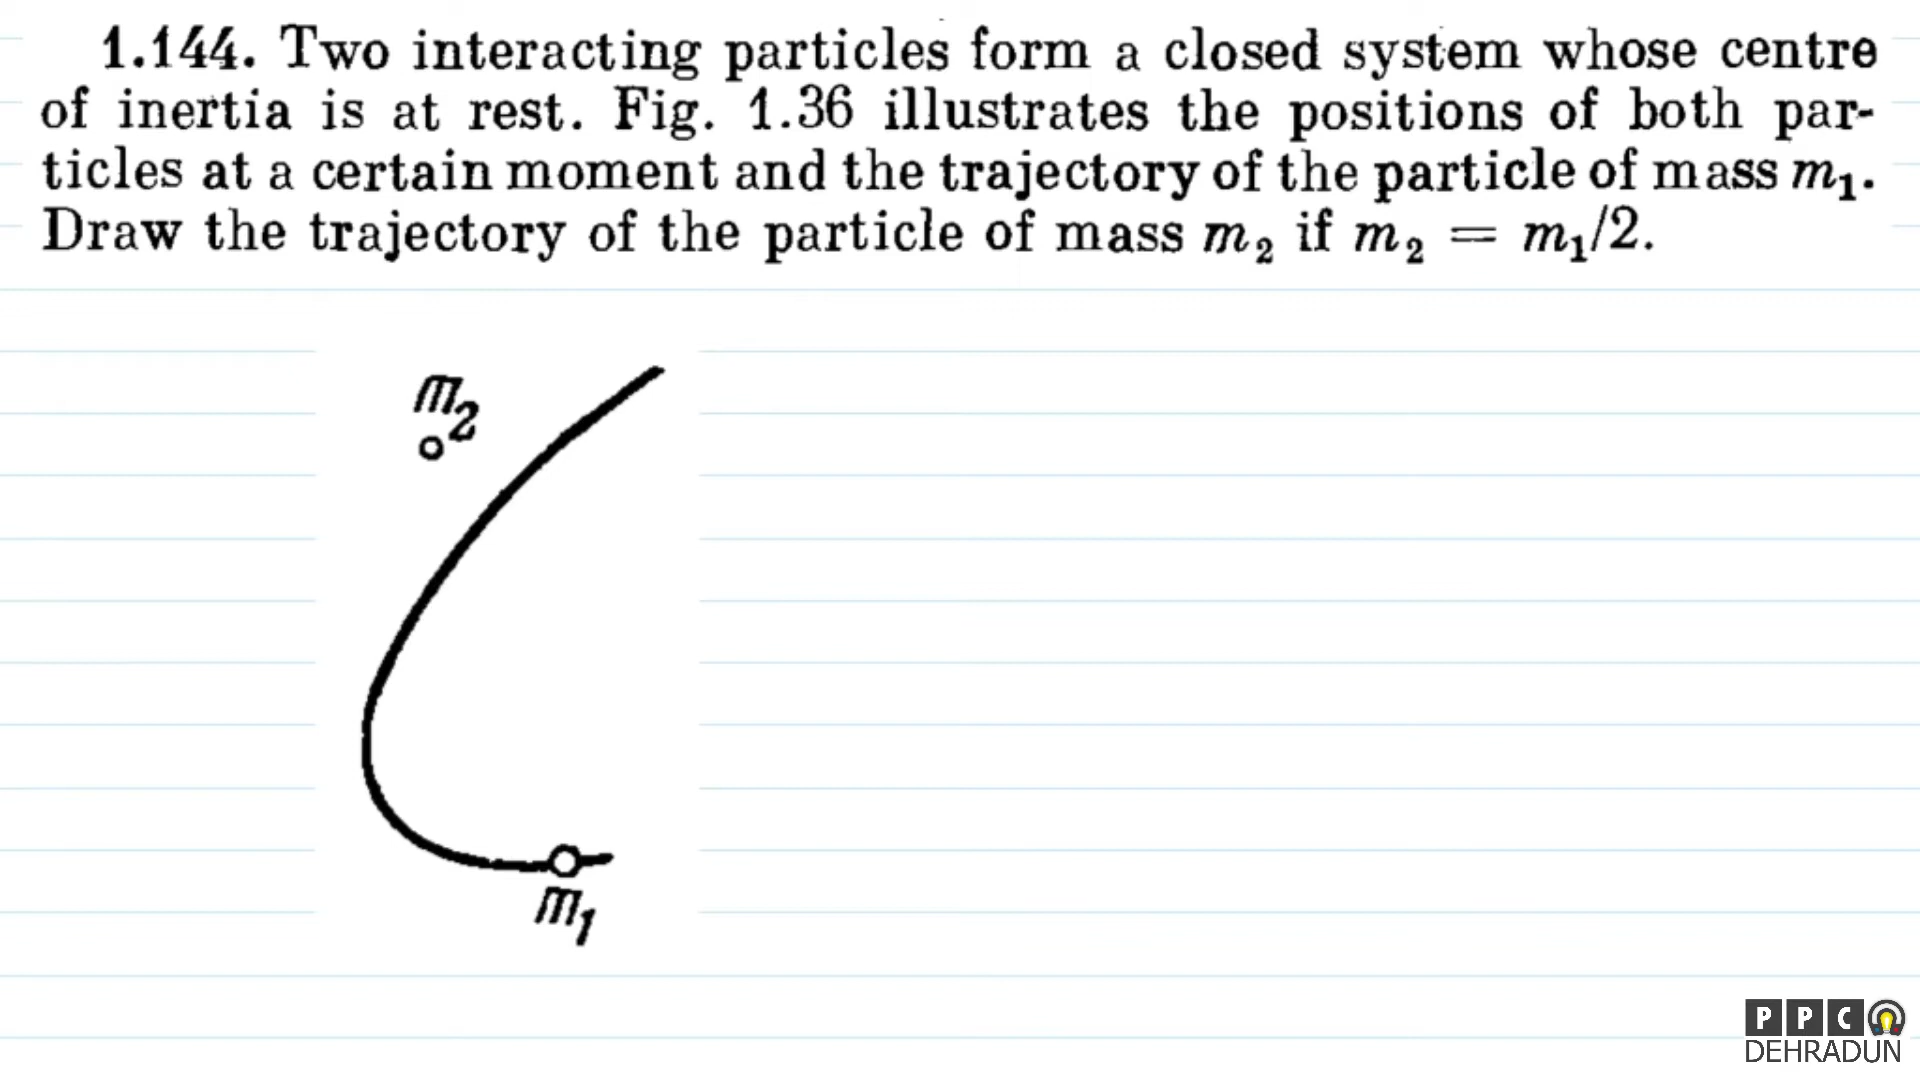 1.144. Two interacting particles form a closed system whose centre
of inertia is at rest. Fig. 1.36 illustrates the positions of both par-
ticles at a certain moment and the trajectory of the particle of mass m₁.
Draw the trajectory of the particle of mass m₂ if m₂ = m₁/2.
m₂
m₁
PPC
DEHRADUN